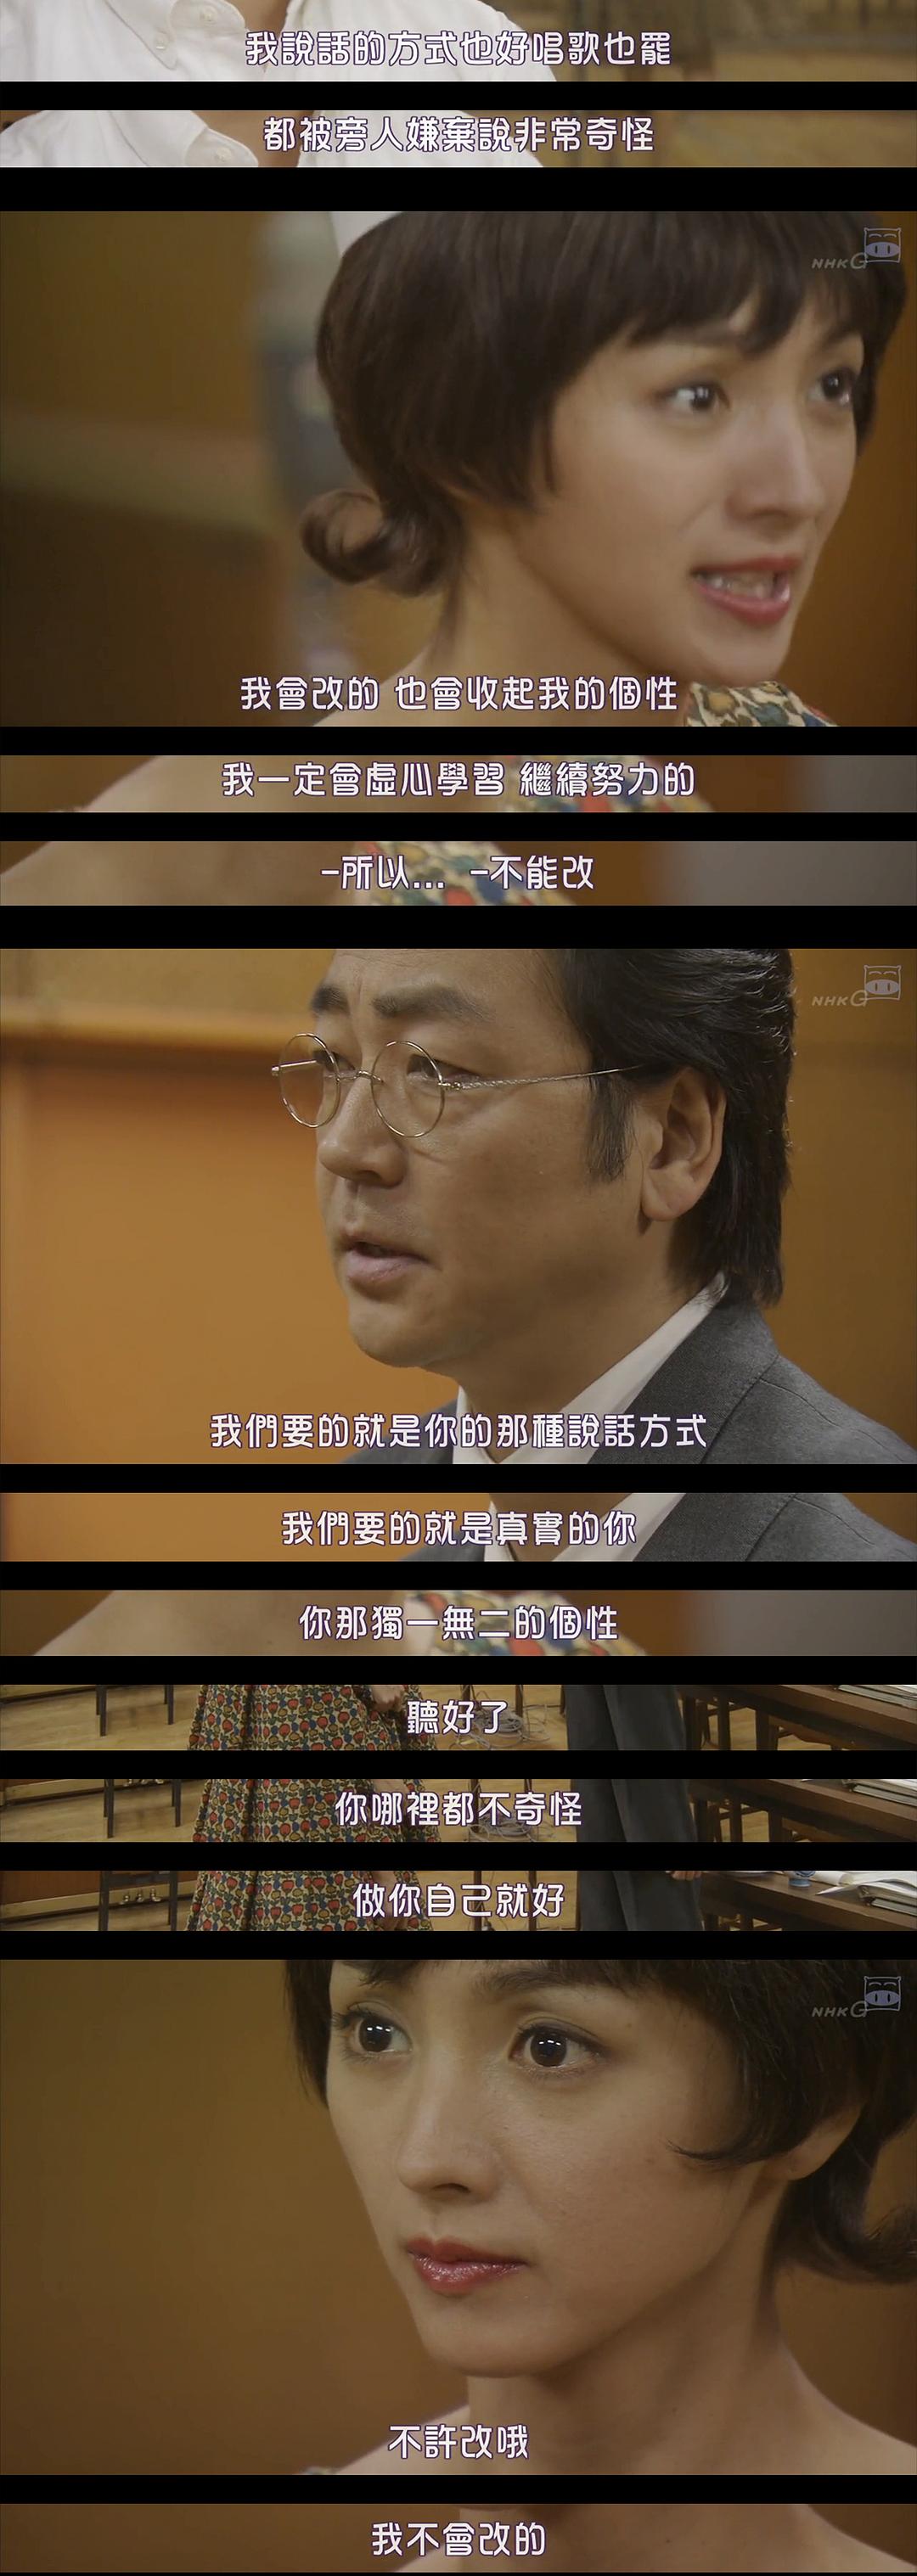 我說話的方式也好唱歌也罷
都被旁人嫌棄說非常奇怪
NHKG
我會改的 也會收起我的個性
我一定會虛心學習 繼續努力的
-所以... -不能改
NHKG
我們要的就是你的那種說話方式
我們要的就是真實的你
你那獨一無二的個性
聽好了
你哪裡都不奇怪
做你自己就好
NHKG
不許改哦
我不會改的